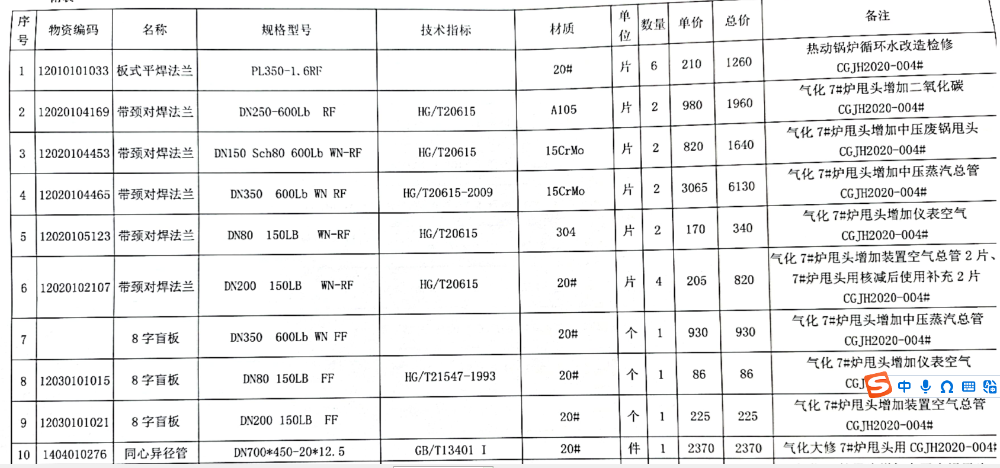 序号 物资编码 名称 规格型号 技术指标 材质 单位 数量 单价 总价 备注
1 12010101033 板式平焊法兰 PL350-1.6RF 20# 片 6 210 1260 热动锅炉循环水改造检修
CGJH2020-004#
2 12020104169 带颈对焊法兰 DN250-600Lb RF HG/T20615 A105 片 2 980 1960 气化 7#炉甩头增加二氧化碳
CGJH2020-004#
3 12020104453 带颈对焊法兰 DN150 Sch80 600Lb WN-RF HG/T20615 15CrMo 片 2 820 1640 气化 7#炉甩头增加中压废锅甩头
CGJH2020-004#
4 12020104465 带颈对焊法兰 DN350 600Lb WN RF HG/T20615-2009 15CrMo 片 2 3065 6130 气化 7#炉甩头增加中压蒸汽总管
CGJH2020-004#
5 12020105123 带颈对焊法兰 DN80 150LB WN-RF HG/T20615 304 片 2 170 340 气化 7#炉甩头增加仪表空气
CGJH2020-004#
6 12020102107 带颈对焊法兰 DN200 150LB WN-RF HG/T20615 20# 片 4 205 820 气化 7#炉甩头增加装置空气总管 2 片、
7#炉甩头用核减后使用补充 2 片
CGJH2020-004#
7 8 字盲板 DN350 600Lb WN FF 20# 个 1 930 930 气化 7#炉甩头增加中压蒸汽总管
CGJH2020-004#
8 12030101015 8 字盲板 DN80 150LB FF HG/T21547-1993 20# 个 1 86 86 气化 7#炉甩头增加仪表空气
CGJ
中
9 12030101021 8 字盲板 DN200 150LB FF 20# 个 1 225 225 气化 7#炉甩头增加装置空气总管
CGJH2020-004#
10 1404010276 同心异径管 DN700*450-20*12.5 GB/T13401 I 20# 件 1 2370 2370 气化大修 7#炉甩头用 CGJH2020-004#